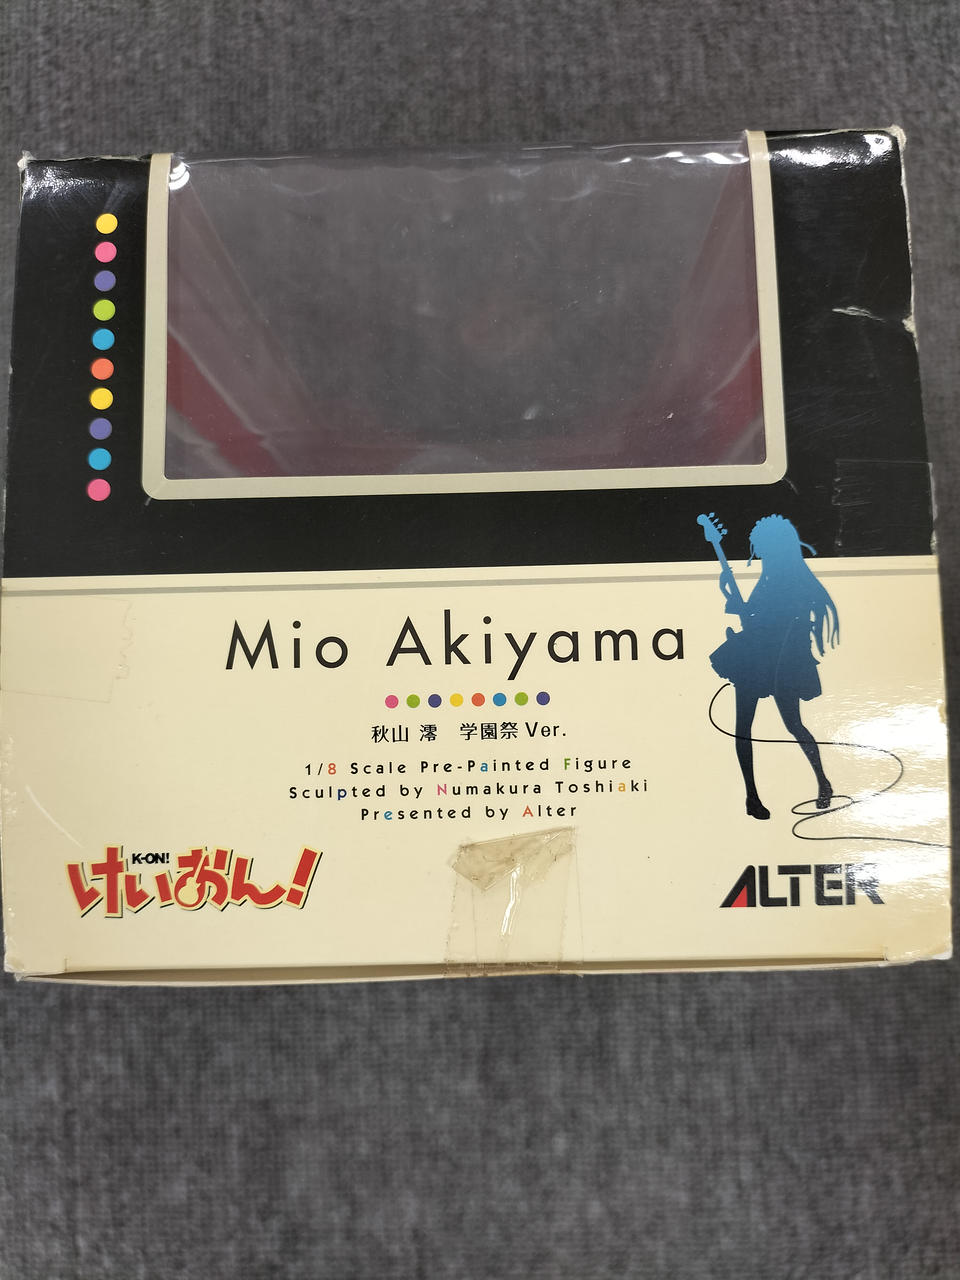 Mio Akiyama
秋山 澪 学園祭 Ver.
1/8 Scale Pre-Painted Figure
Sculpted by Numakura Toshiaki
Presented by Alter
K-ON!
けいおん!
ALTER